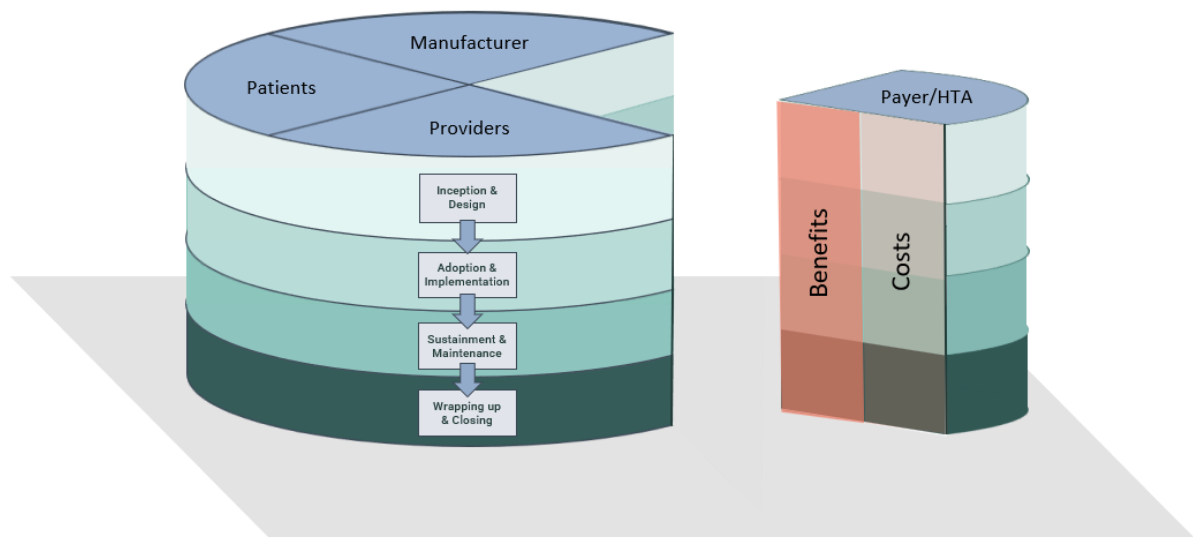 Manufacturer
Patients
Providers
Payer/HTA
Inception &
Design
Adoption &
Implementation
Sustainment &
Maintenance
Wrapping up
& Closing
Benefits
Costs